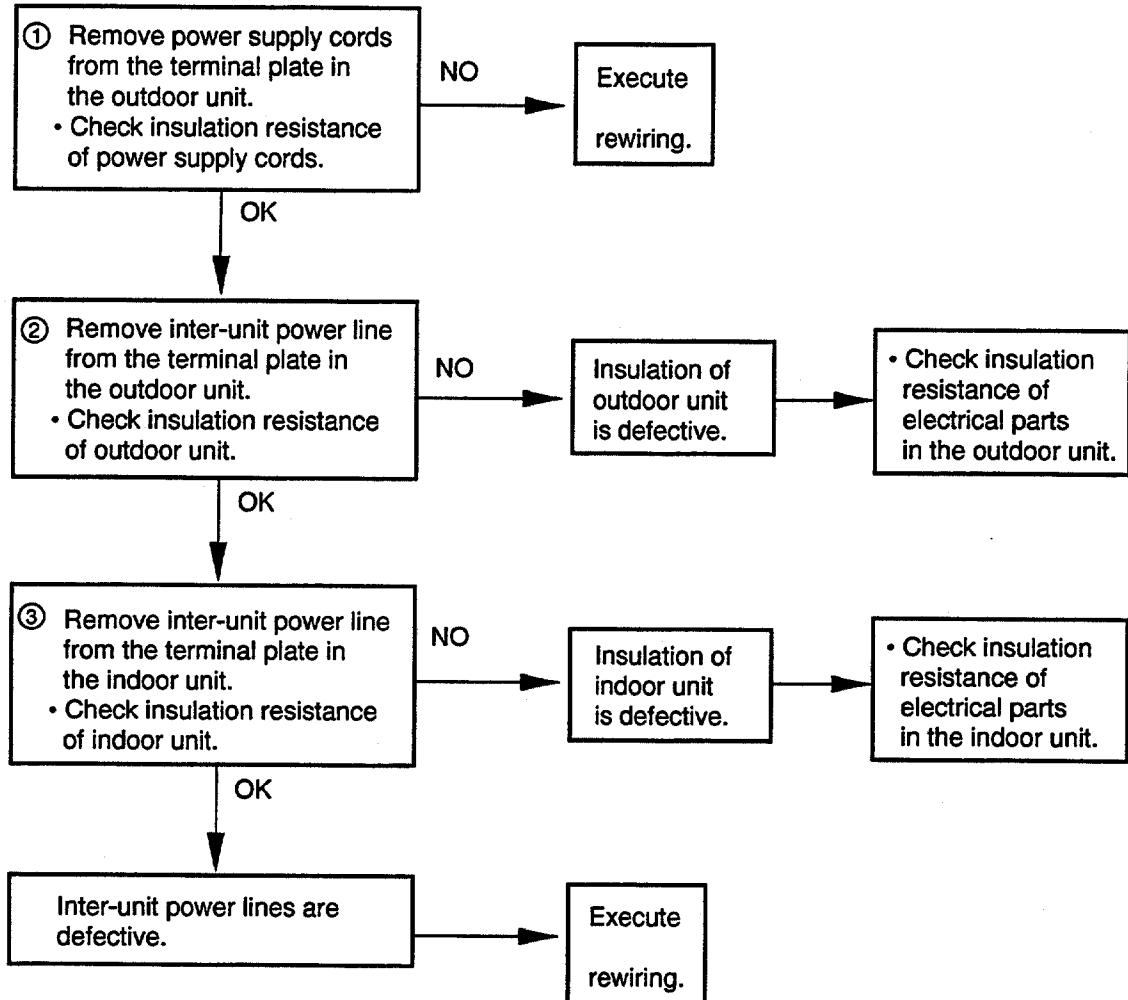 ① Remove power supply cords
from the terminal plate in
the outdoor unit.
• Check insulation resistance
of power supply cords.
NO
Execute
rewiring.
OK
② Remove inter-unit power line
from the terminal plate in
the outdoor unit.
• Check insulation resistance
of outdoor unit.
NO
Insulation of
outdoor unit
is defective.
• Check insulation
resistance of
electrical parts
in the outdoor unit.
OK
③ Remove inter-unit power line
from the terminal plate in
the indoor unit.
• Check insulation resistance
of indoor unit.
NO
Insulation of
indoor unit
is defective.
• Check insulation
resistance of
electrical parts
in the indoor unit.
OK
Inter-unit power lines are
defective.
Execute
rewiring.